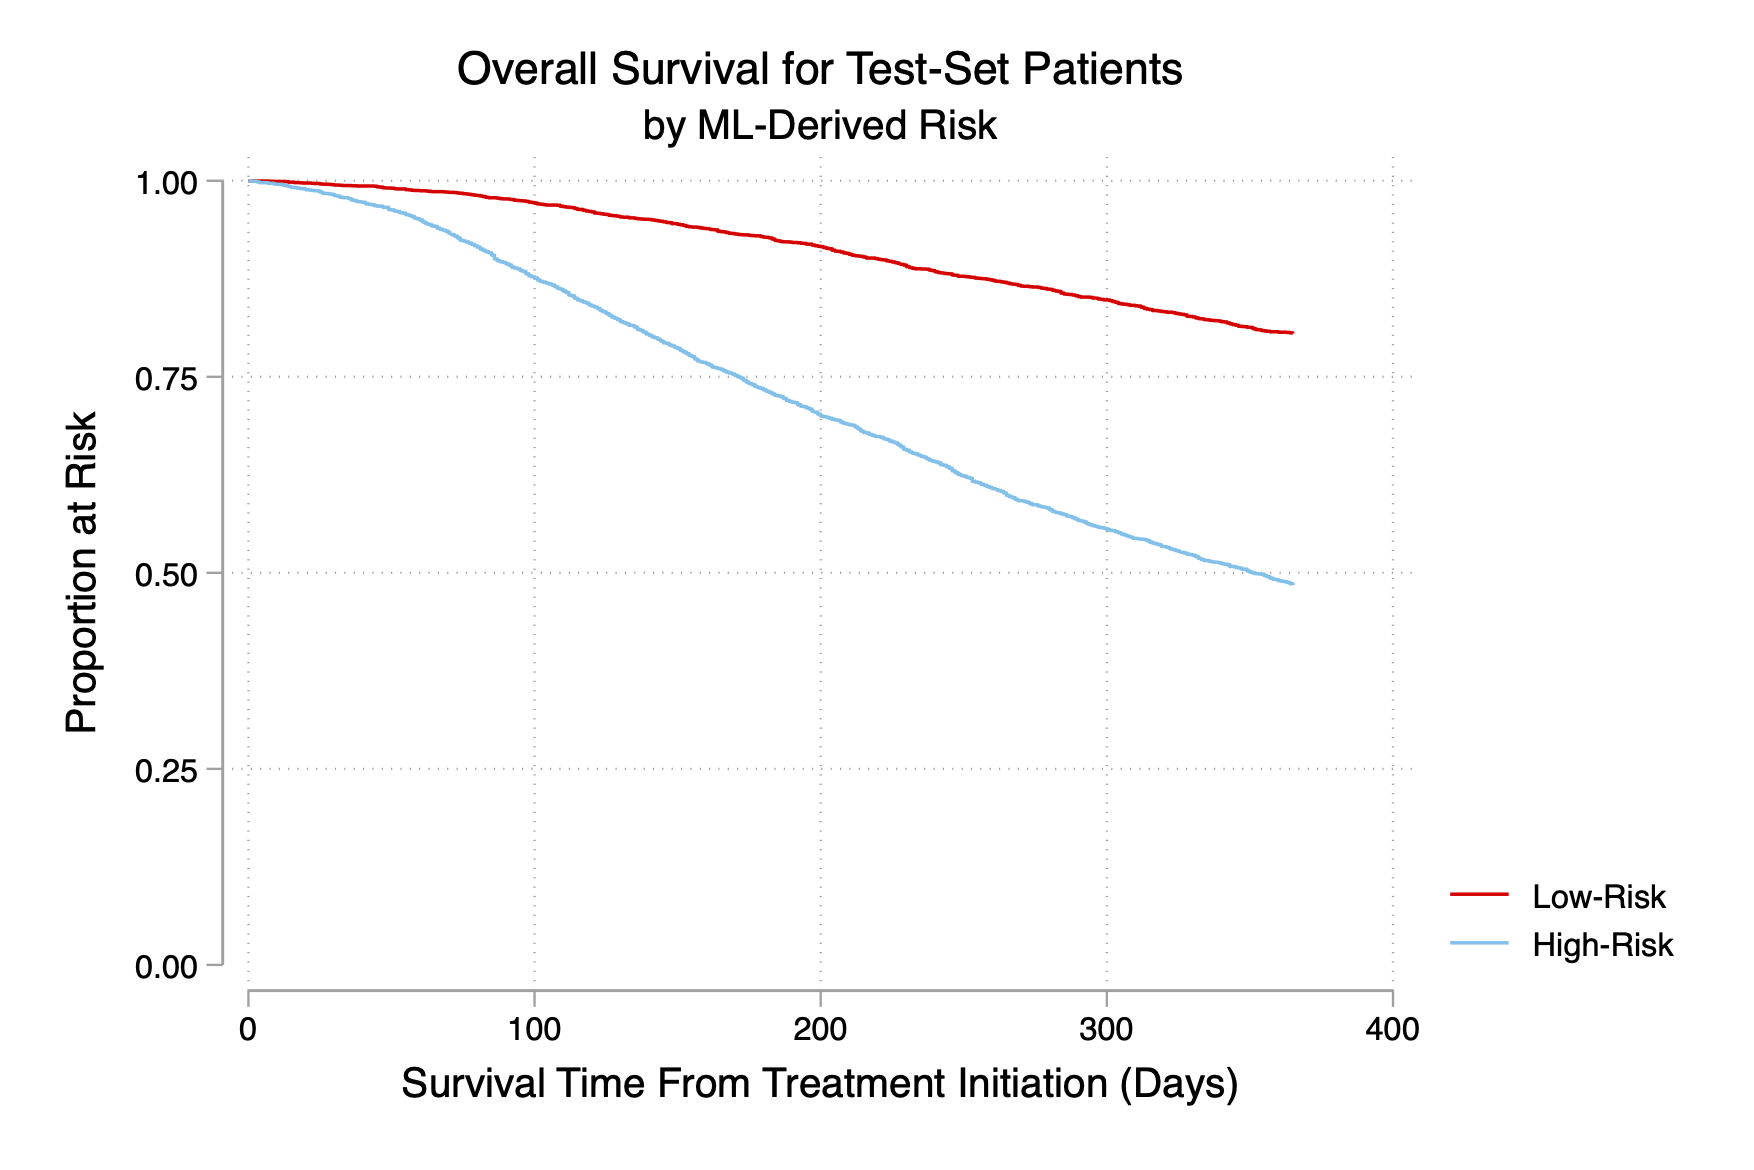 Overall Survival for Test-Set Patients
by ML-Derived Risk
Proportion at Risk
1.00
0.75
0.50
0.25
0.00
0 100 200 300 400
Survival Time From Treatment Initiation (Days)
Low-Risk
High-Risk